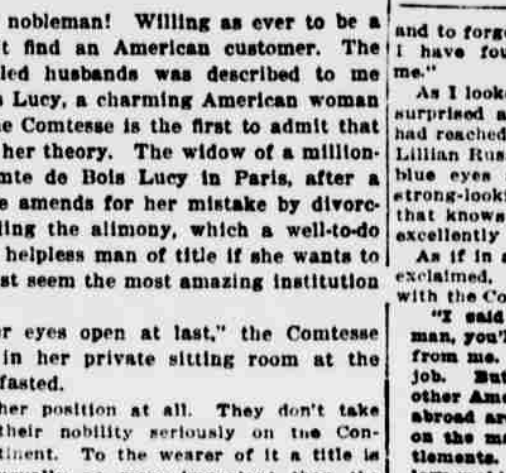 nobleman! Willing as ever to be a
t find an American customer. The
led husbands was described to me
Lucy, a charming American woman
e Comtesse is the first to admit that
her theory. The widow of a million-
mte de Bois Lucy in Paris, after a
e amends for her mistake by divorc-
ling the alimony, which a well-to-do
helpless man of title if she wants to
st seem the most amazing institution
r eyes open at last," the Comtesse
in her private sitting room at the
fasted.
her position at all. They don't take
their nobility seriously on the Con-
tinent. To the wearer of it a title is
and to forg
I have fou
me."
As I look
surprised a
had reached
Lillian Rus
blue eyes
strong-looki
that knows
excellently
As if in a
exclaimed.
with the Co
"I said
man, you'l
from me.
job. But
other Ame
abroad ar
on the ma
tlements.